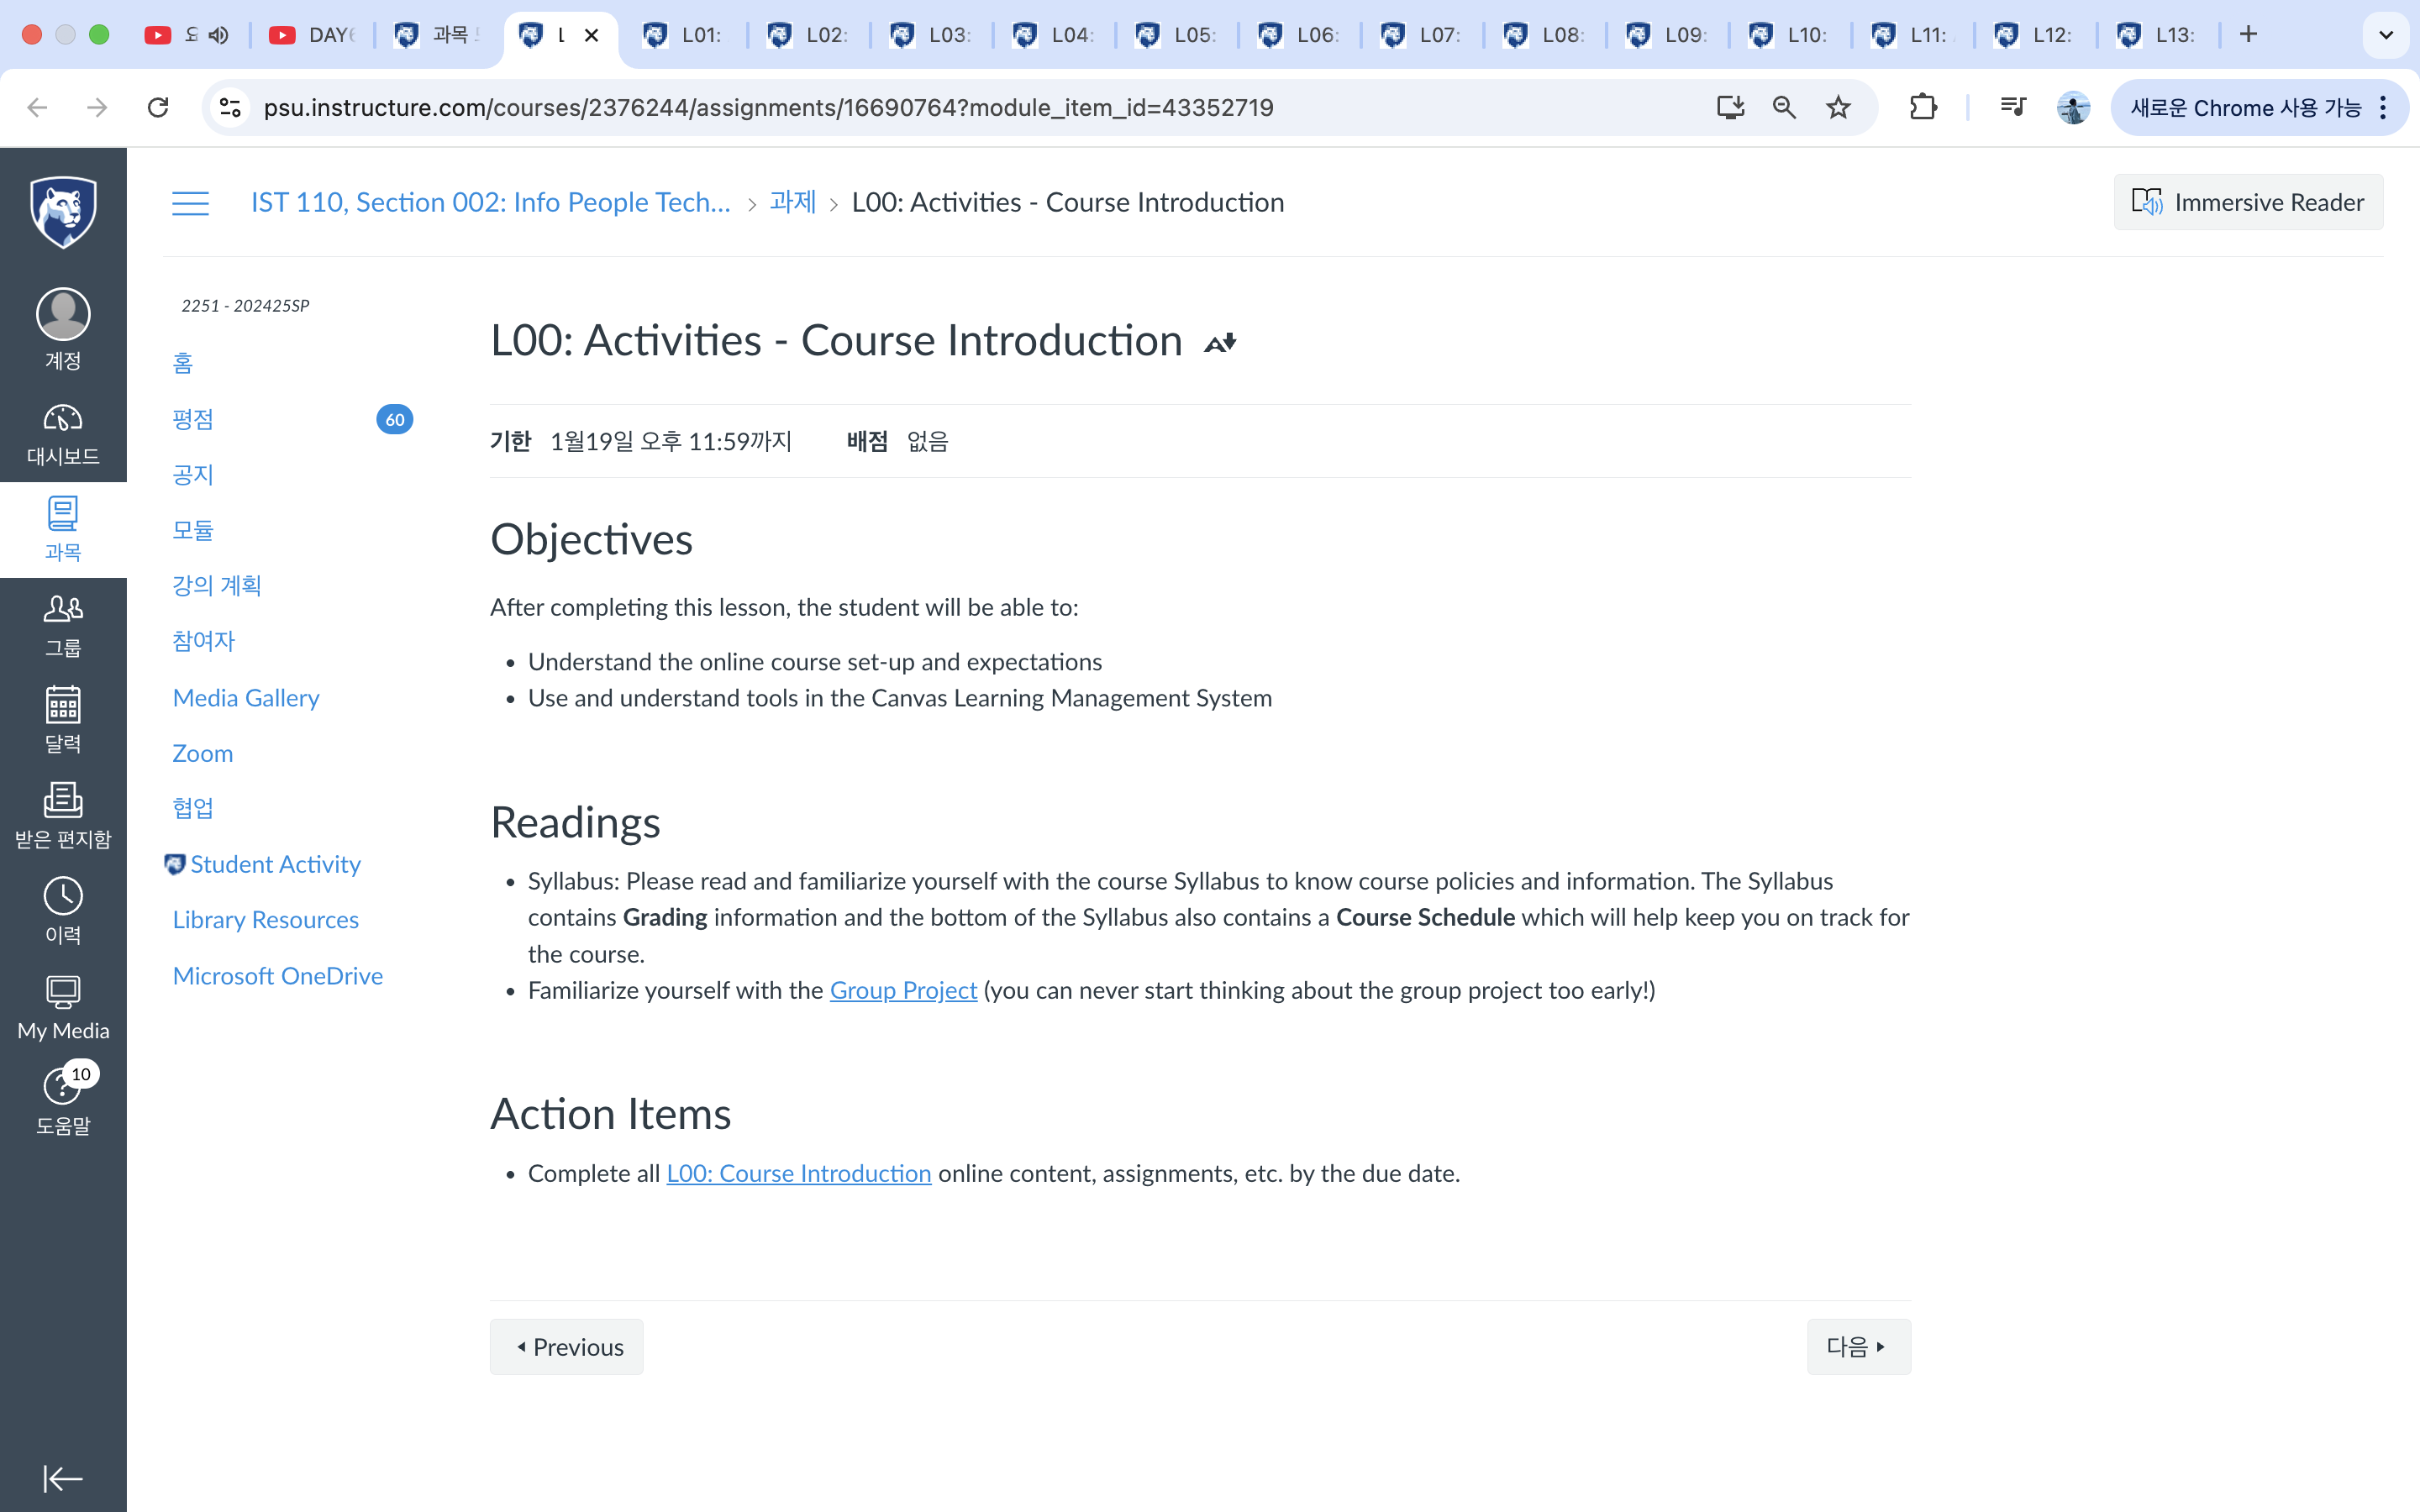 DAY6
과목
L
L01:
L02:
L03:
L04:
L05:
L06:
L07:
L08:
L09:
L10:
L11:
L12:
L13:
psu.instructure.com/courses/2376244/assignments/16690764?module_item_id=43352719
새로운 Chrome 사용 가능
IST 110, Section 002: Info People Tech...
과제
L00: Activities - Course Introduction
Immersive Reader
계정
대시보드
과목
그룹
달력
받은 편지함
이력
My Media
10
도움말
2251 - 202425SP
홈
평점
60
공지
모듈
강의 계획
참여자
Media Gallery
Zoom
협업
Student Activity
Library Resources
Microsoft OneDrive
L00: Activities - Course Introduction
기한 1월19일 오후 11:59까지 배점 없음
Objectives
After completing this lesson, the student will be able to:
• Understand the online course set-up and expectations
• Use and understand tools in the Canvas Learning Management System
Readings
• Syllabus: Please read and familiarize yourself with the course Syllabus to know course policies and information. The Syllabus
contains Grading information and the bottom of the Syllabus also contains a Course Schedule which will help keep you on track for
the course.
• Familiarize yourself with the Group Project (you can never start thinking about the group project too early!)
Action Items
• Complete all L00: Course Introduction online content, assignments, etc. by the due date.
Previous
다음